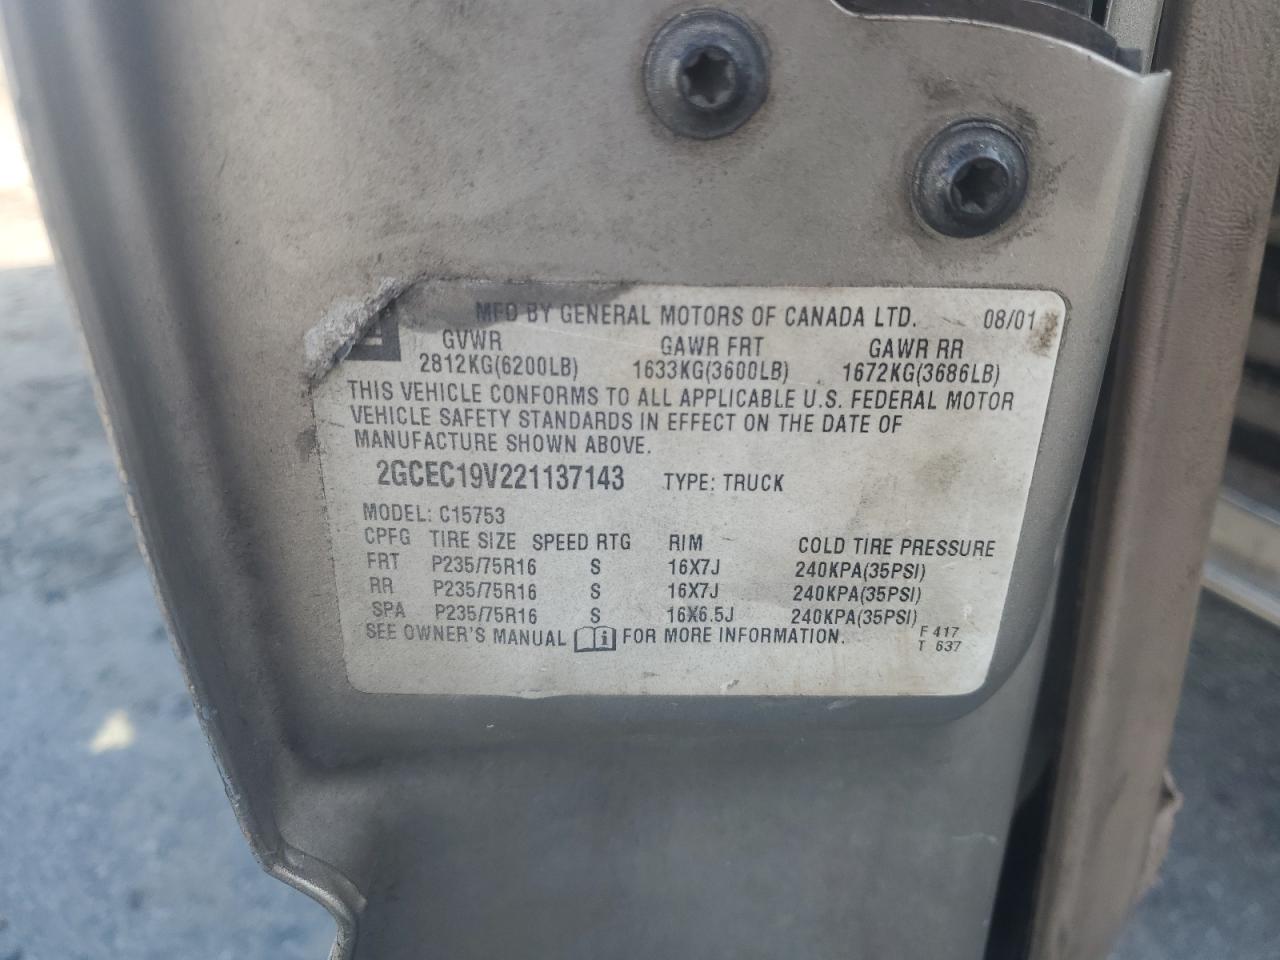 MFD BY GENERAL MOTORS OF CANADA LTD. 08/01
GVWR GAWR FRT GAWR RR
2812KG(6200LB) 1633KG(3600LB) 1672KG(3686LB)
THIS VEHICLE CONFORMS TO ALL APPLICABLE U.S. FEDERAL MOTOR
VEHICLE SAFETY STANDARDS IN EFFECT ON THE DATE OF
MANUFACTURE SHOWN ABOVE.
2GCEC19V221137143 TYPE: TRUCK
MODEL: C15753
CPFG TIRE SIZE SPEED RTG RIM COLD TIRE PRESSURE
FRT P235/75R16 S 16X7J 240KPA(35PSI)
RR P235/75R16 S 16X7J 240KPA(35PSI)
SPA P235/75R16 S 16X6.5J 240KPA(35PSI)
SEE OWNER'S MANUAL i FOR MORE INFORMATION. F 417
T 637